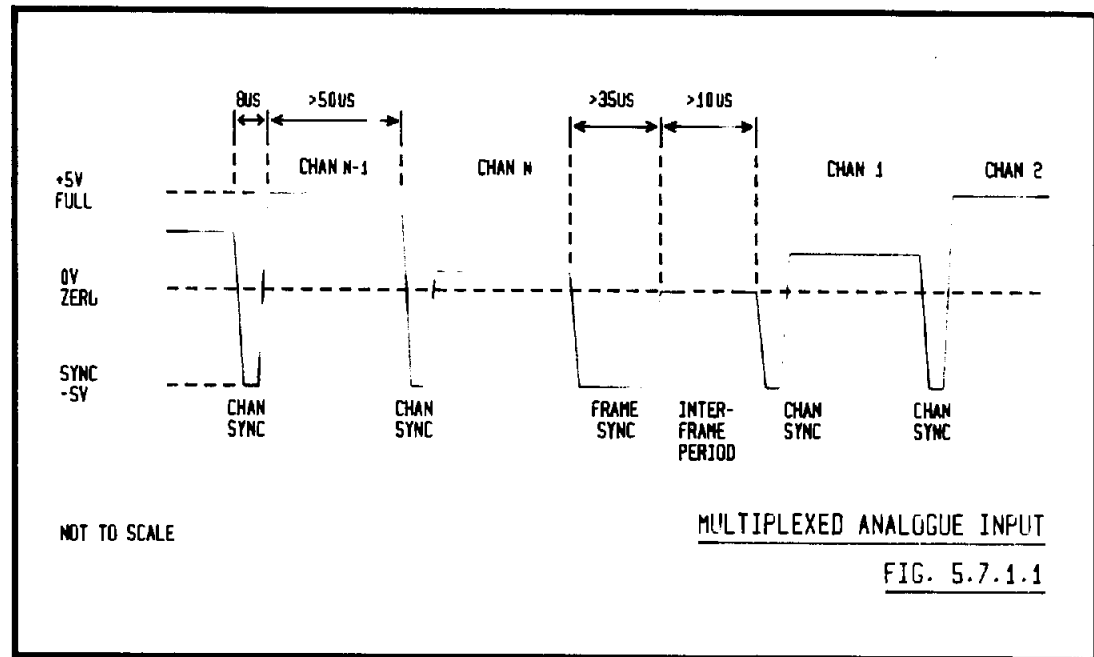 8US
>50US
>35US
>10US
CHAN N-1
CHAN N
CHAN 1
CHAN 2
+5V
FULL
0V
ZERO
SYNC
-5V
CHAN
SYNC
CHAN
SYNC
FRAME
SYNC
INTER-
FRAME
PERIOD
CHAN
SYNC
CHAN
SYNC
NOT TO SCALE
MULTIPLEXED ANALOGUE INPUT
FIG. 5.7.1.1